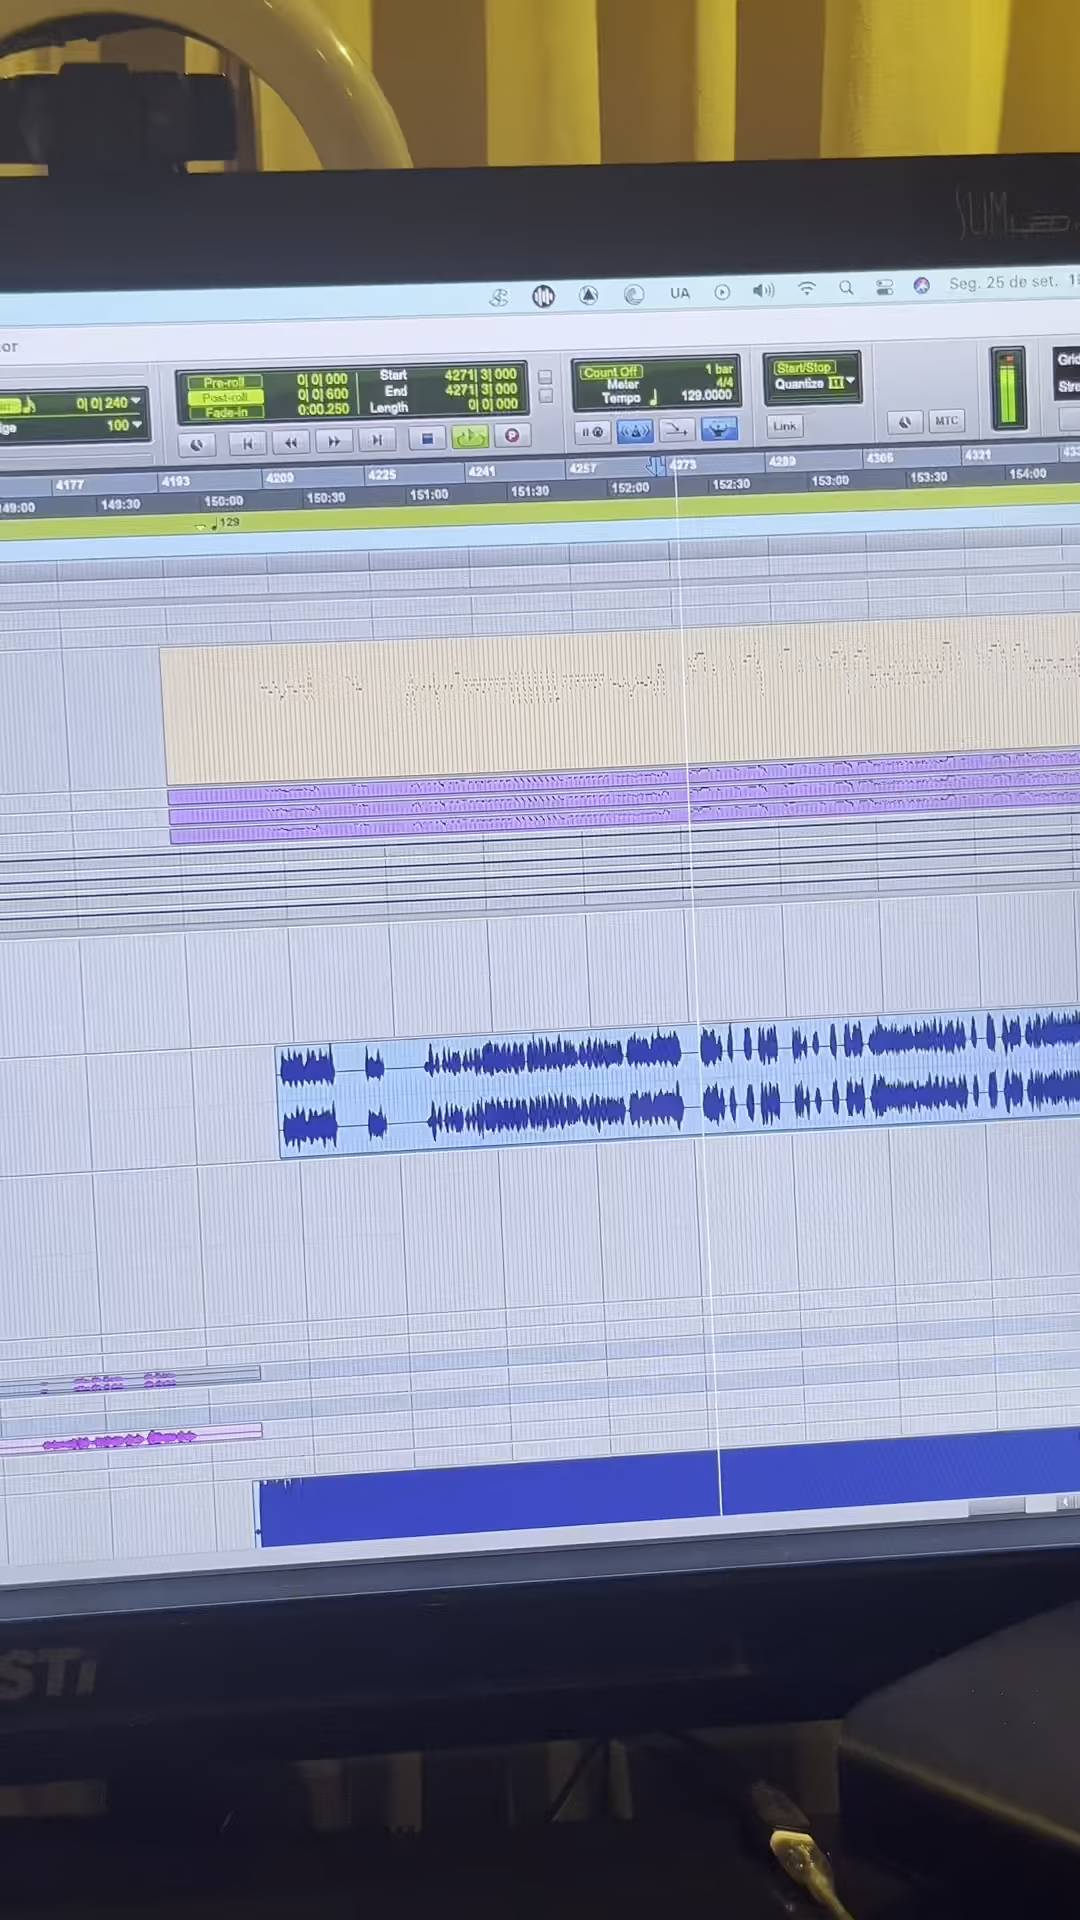 SUMLED
UA
Seg. 25 de set.
or
Pre-roll 0| 0| 000
Post-roll 0| 0| 600
Fade-in 0:00.250
Start 4271| 3| 000
End 4271| 3| 000
Length 0| 0| 000
Count Off 1 bar
Meter 4/4
Tempo 129.0000
Start/Stop
Quantize
Grid
0| 0| 240
100
Link
MTC
4177 4193 4209 4225 4241 4257 4273 4289 4305 4321
149:30 150:00 150:30 151:00 151:30 152:00 152:30 153:00 153:30 154:00
129
STi